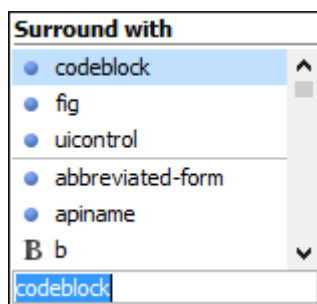 Surround with
codeblock
fig
uicontrol
abbreviated-form
apiname
B b
codeblock